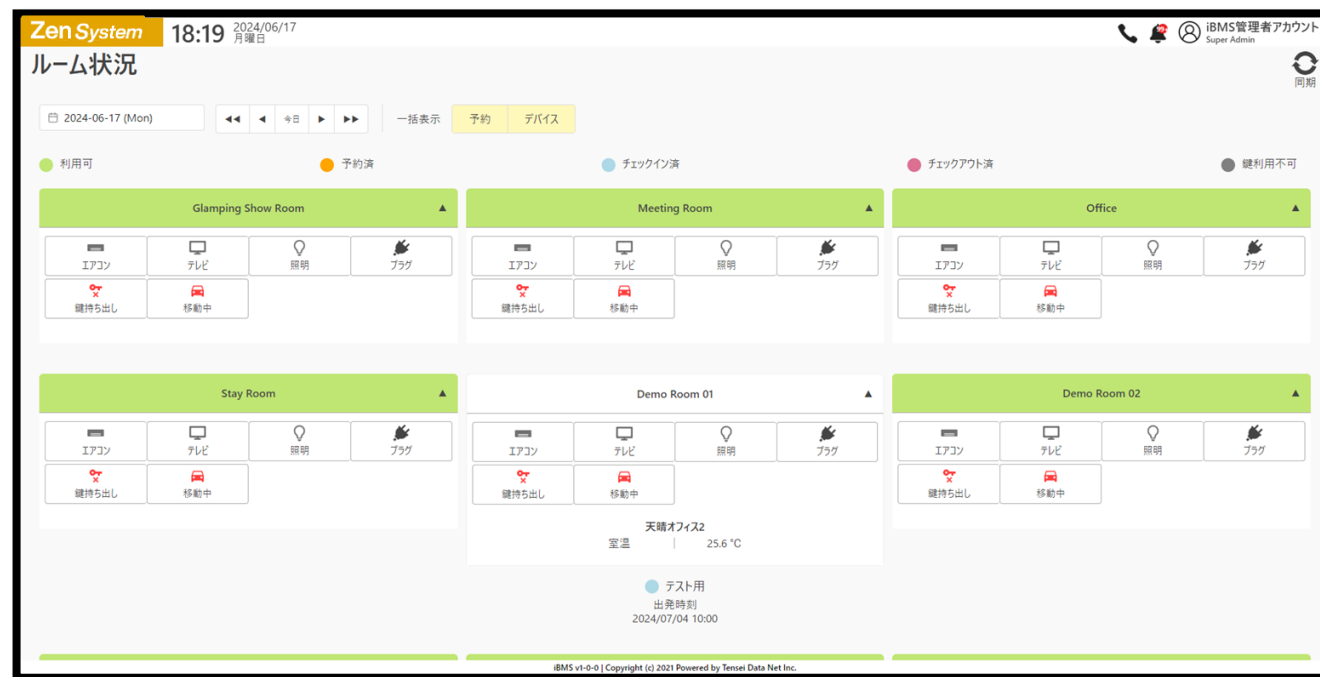 Zen System 18:19 2024/06/17
月曜日
iBMS管理者アカウント
Super Admin
ルーム状況
同期
2024-06-17 (Mon) 今日 一括表示 予約 デバイス
利用可 予約済 チェックイン済 チェックアウト済 鍵利用不可
Glamping Show Room ▲ Meeting Room ▲ Office ▲
エアコン テレビ 照明 プラグ エアコン テレビ 照明 プラグ エアコン テレビ 照明 プラグ
鍵持ち出し 移動中 鍵持ち出し 移動中 鍵持ち出し 移動中
Stay Room ▲ Demo Room 01 ▲ Demo Room 02 ▲
エアコン テレビ 照明 プラグ エアコン テレビ 照明 プラグ エアコン テレビ 照明 プラグ
鍵持ち出し 移動中 鍵持ち出し 移動中 鍵持ち出し 移動中
天晴オフィス2
室温 | 25.6 °C
テスト用
出発時刻
2024/07/04 10:00
iBMS v1-0-0 | Copyright (c) 2021 Powered by Tensei Data Net Inc.